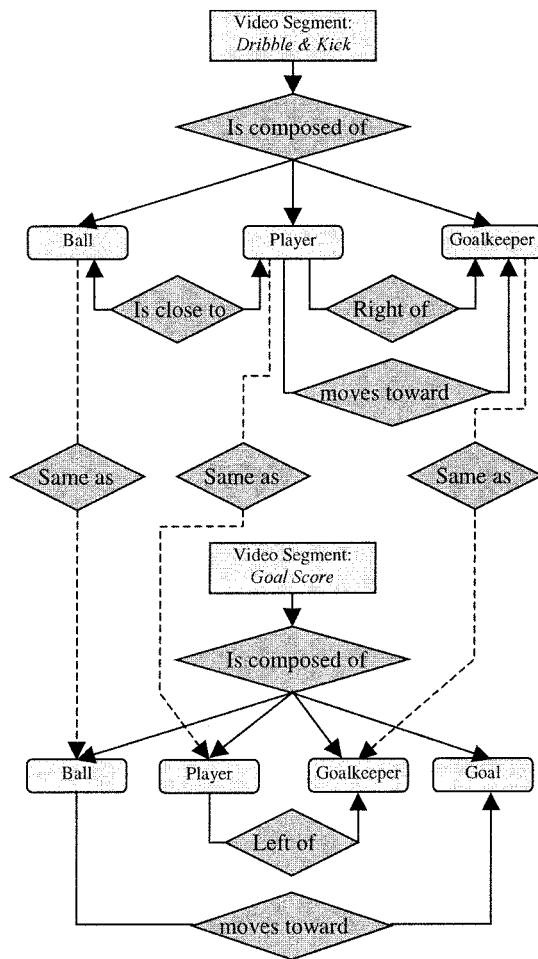 Video Segment:
Dribble & Kick
Is composed of
Ball
Player
Goalkeeper
Is close to
Right of
moves toward
Same as
Same as
Same as
Video Segment:
Goal Score
Is composed of
Ball
Player
Goalkeeper
Goal
Left of
moves toward